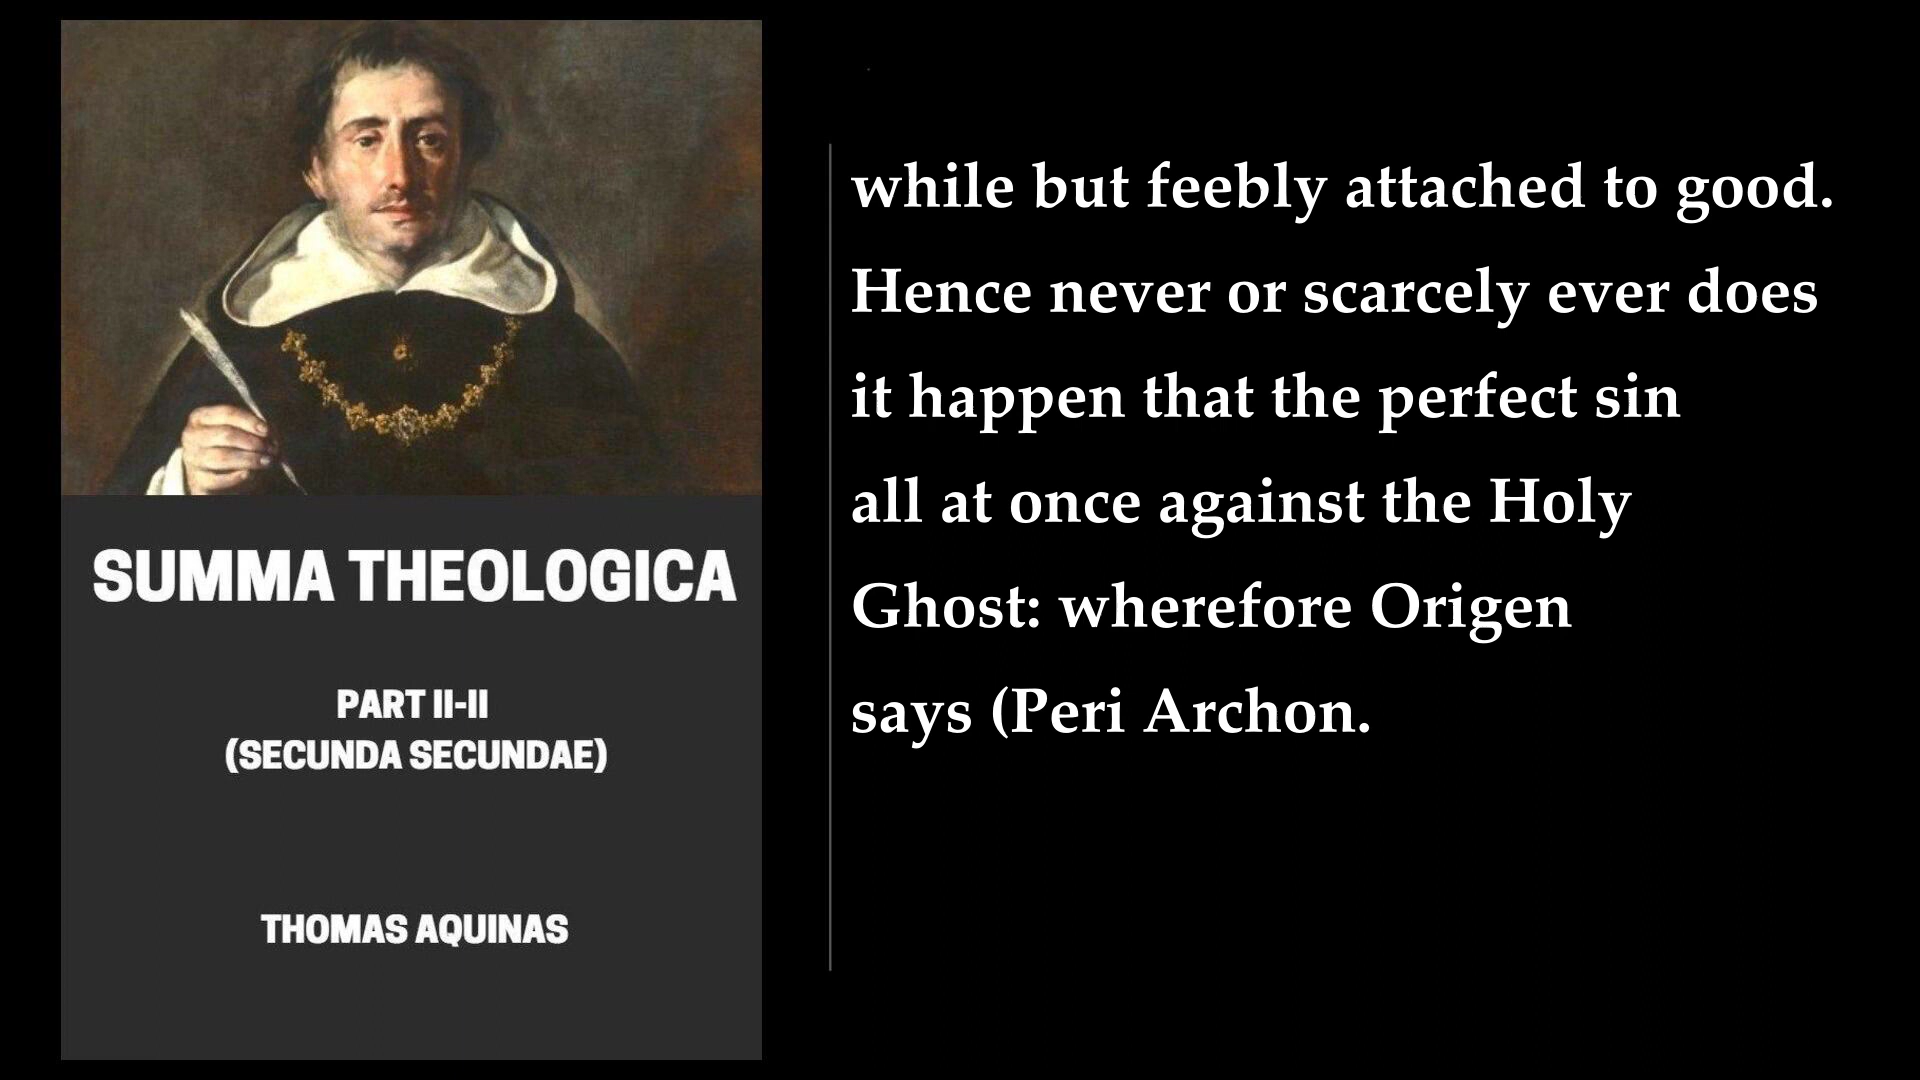 SUMMA THEOLOGICA
PART II-II
(SECUNDA SECUNDAE)
THOMAS AQUINAS
while but feebly attached to good.
Hence never or scarcely ever does
it happen that the perfect sin
all at once against the Holy
Ghost: wherefore Origen
says (Peri Archon.